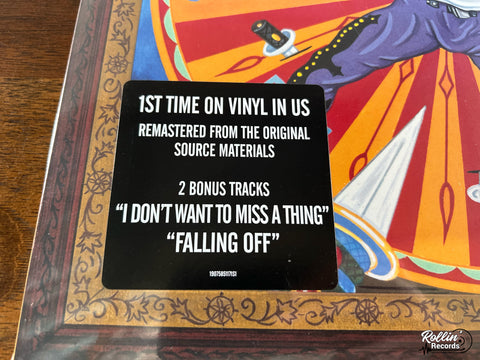 1ST TIME ON VINYL IN US
REMASTERED FROM THE ORIGINAL
SOURCE MATERIALS
2 BONUS TRACKS
“I DON’T WANT TO MISS A THING”
“FALLING OFF”
Rollin’
Records